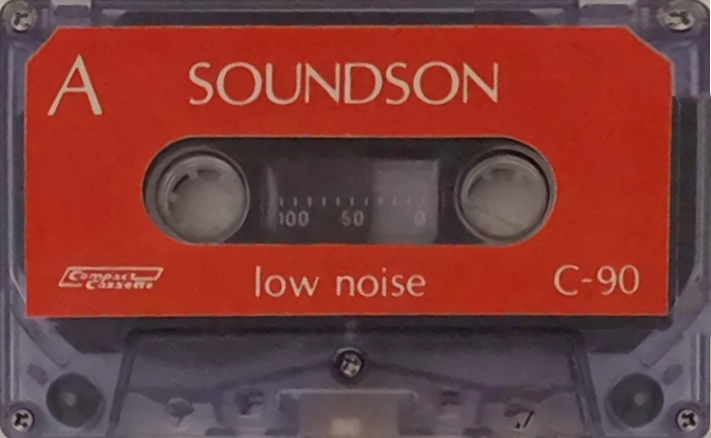 A
SOUNDSON
100 50 0
Compact
Cassette
low noise
C-90